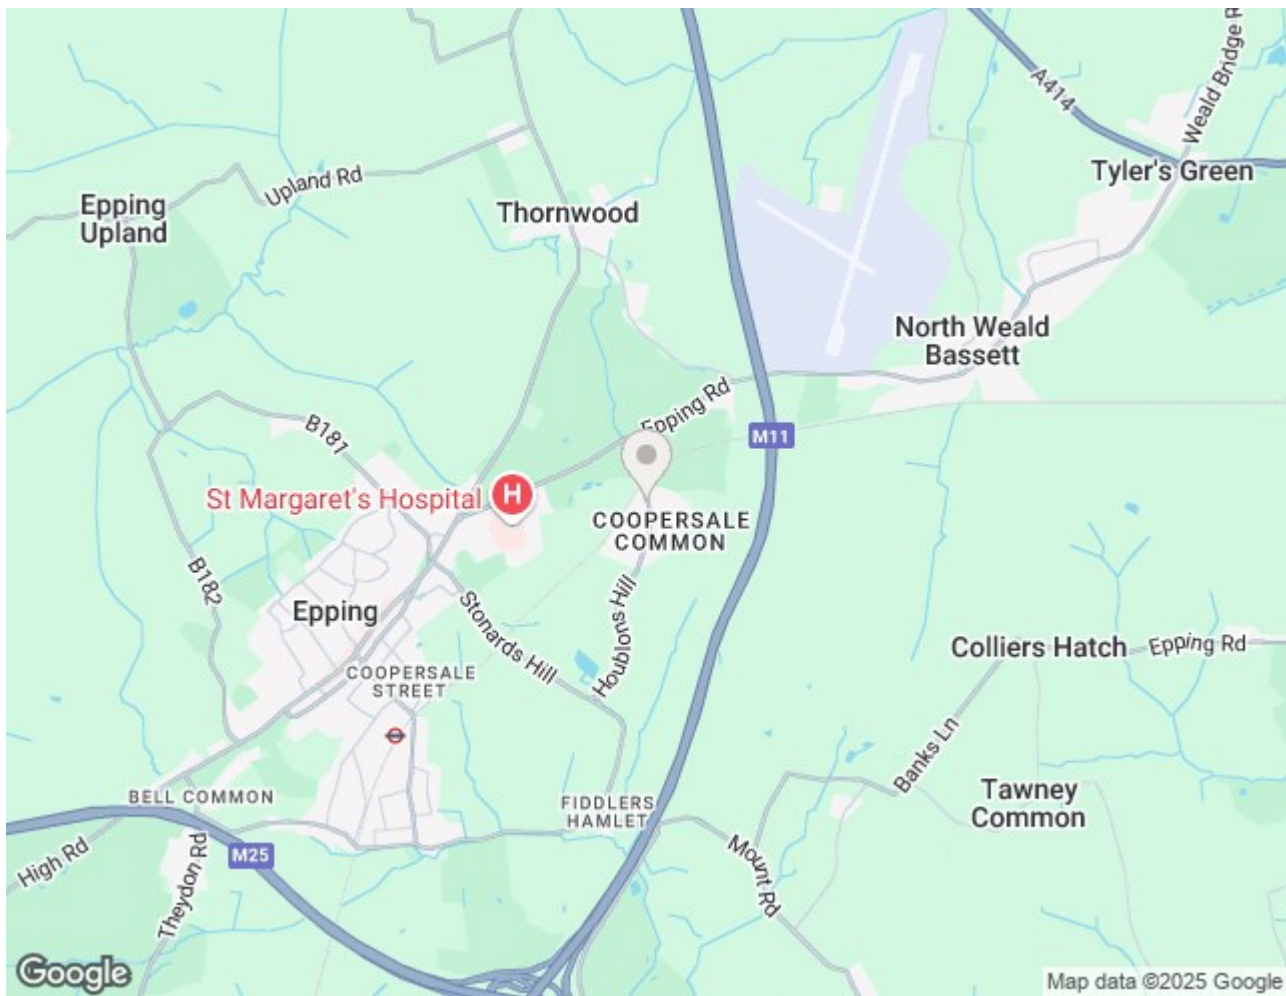 A414
Weald Bridge R
Tyler's Green
Upland Rd
Epping
Upland
Thornwood
North Weald
Bassett
Epping Rd
B181
M11
St Margaret's Hospital
H
COOPERSALE
COMMON
B182
Epping
Stonards Hill
Houblons Hill
Colliers Hatch
Epping Rd
COOPERSALE
STREET
Banks Ln
BELL COMMON
FIDDLERS
HAMLET
Tawney
Common
High Rd
Theydon Rd
M25
Mount Rd
Google
Map data ©2025 Google